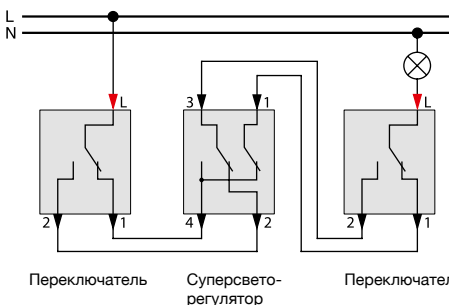 L
N
L
3
1
L
2
1
4
2
2
1
Переключатель
Суперсвето-
регулятор
Переключател